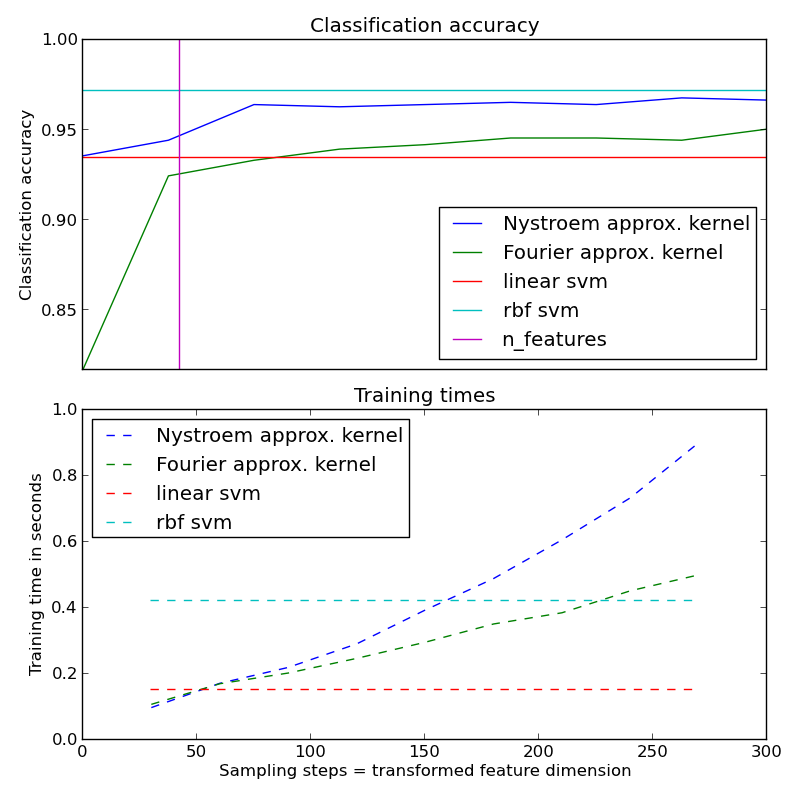 Classification accuracy
1.00
0.95
0.90
0.85
Classification accuracy
Nystroem approx. kernel
Fourier approx. kernel
linear svm
rbf svm
n_features
Training times
1.0
0.8
0.6
0.4
0.2
0.0
Training time in seconds
Nystroem approx. kernel
Fourier approx. kernel
linear svm
rbf svm
0 50 100 150 200 250 300
Sampling steps = transformed feature dimension